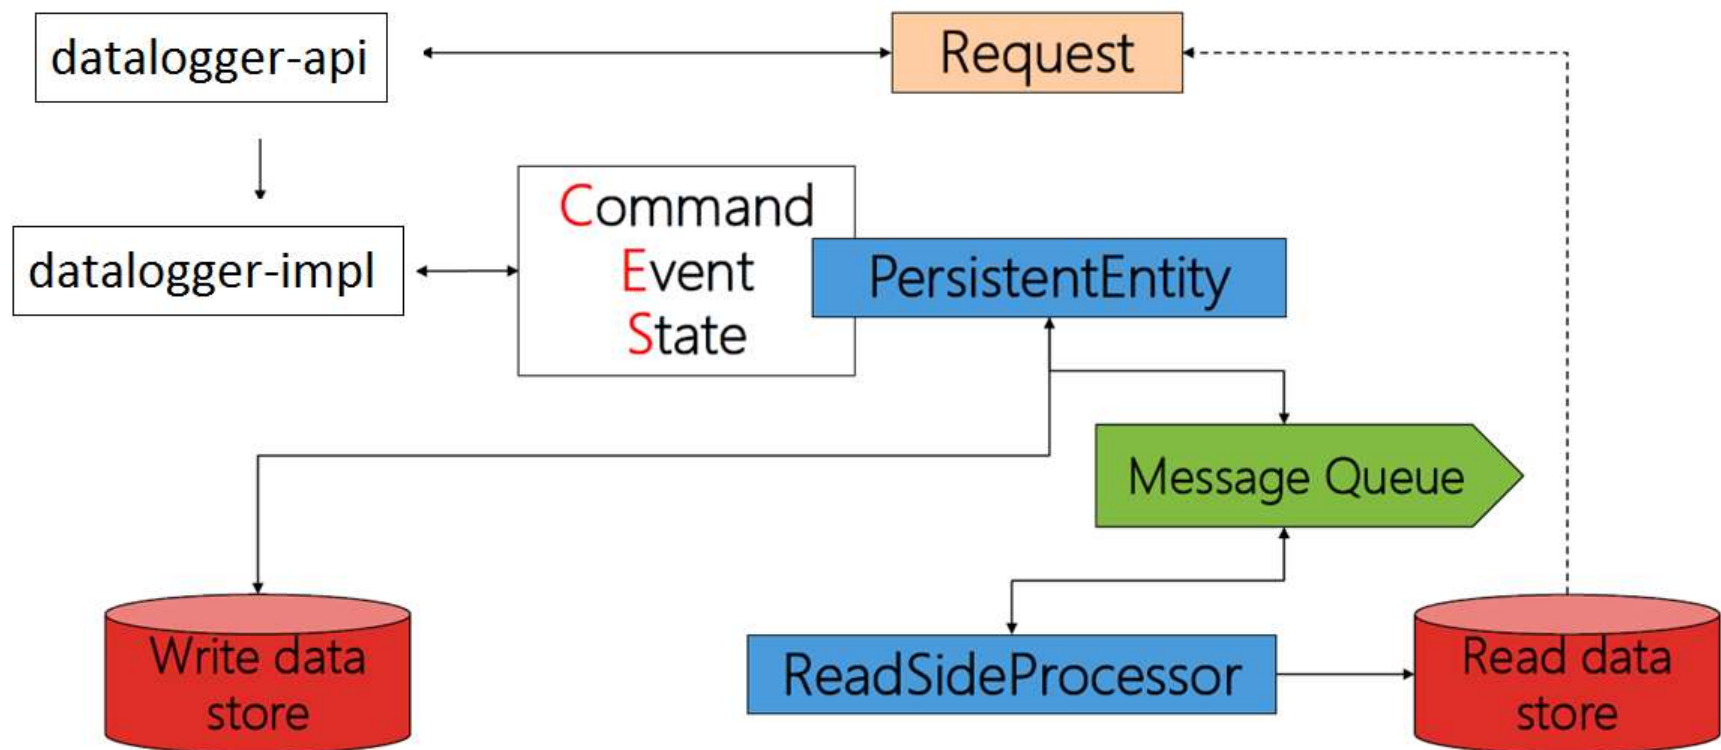 datalogger-api
Request
Command
Event
State
datalogger-impl
PersistentEntity
Message Queue
Write data
store
ReadSideProcessor
Read data
store